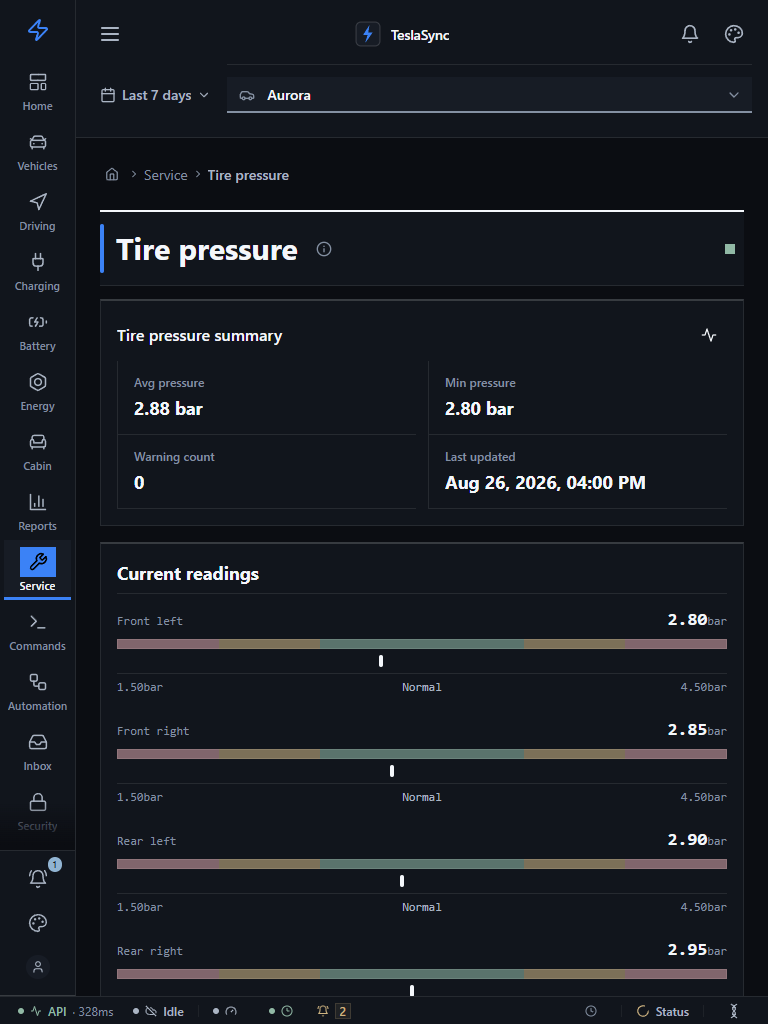 TeslaSync
Last 7 days
Aurora
Home
Vehicles
Driving
Charging
Battery
Energy
Cabin
Reports
Service
Commands
Automation
Inbox
Security
1
Service
Tire pressure
Tire pressure
Tire pressure summary
Avg pressure
2.88 bar
Min pressure
2.80 bar
Warning count
0
Last updated
Aug 26, 2026, 04:00 PM
Current readings
Front left 2.80bar
1.50bar Normal 4.50bar
Front right 2.85bar
1.50bar Normal 4.50bar
Rear left 2.90bar
1.50bar Normal 4.50bar
Rear right 2.95bar
API · 328ms Idle 2 Status